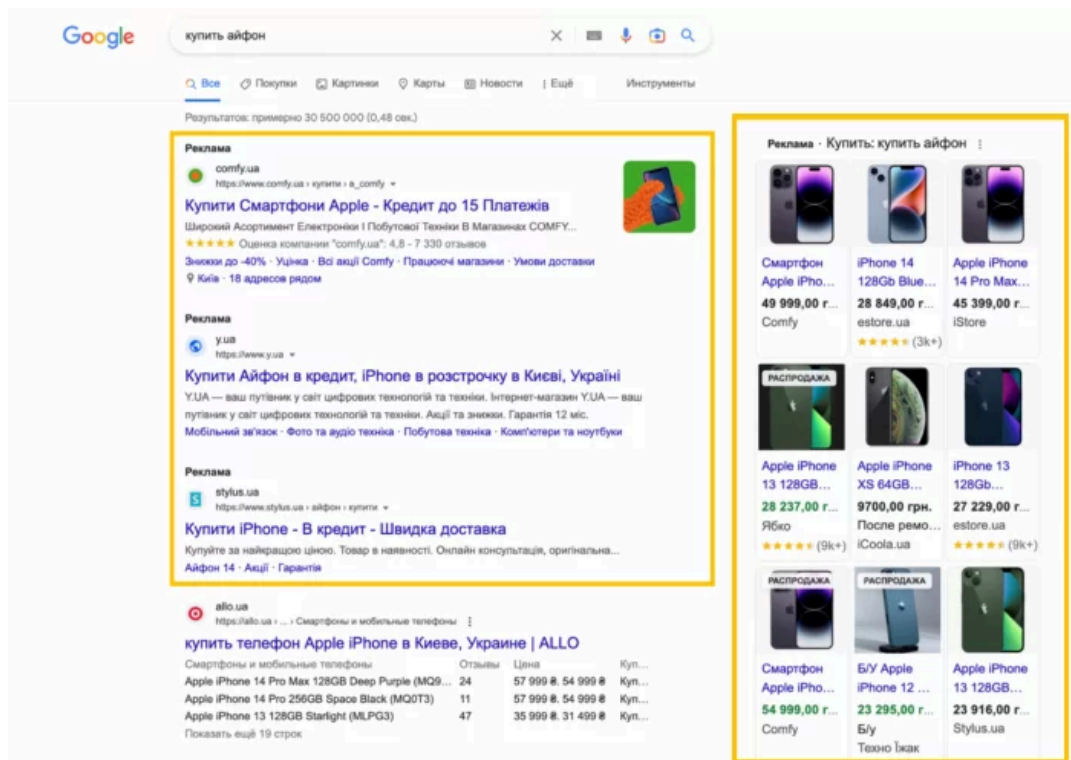 Google
купить айфон
Все Покупки Картинки Карты Новости Ещё Инструменты
Результатов: примерно 30 500 000 (0,48 сек.)
Реклама
comfy.ua
https://www.comfy.ua › купити › в_comfy
Купити Смартфони Apple - Кредит до 15 Платежів
Широкий Асортимент Електроніки І Побутової Техніки В Магазинах COMFY...
Оценка компании "comfy.ua": 4,8 - 7 330 отзывов
Знижки до -40% · Уцінка · Всі акції Comfy · Працюючі магазини · Умови доставки
Київ · 18 адресов рядом
Реклама
y.ua
https://www.y.ua
Купити Айфон в кредит, iPhone в розстрочку в Києві, Україні
Y.UA — ваш путівник у світ цифрових технологій та техніки. Інтернет-магазин Y.UA — ваш
путівник у світ цифрових технологій та техніки. Акції та знижки. Гарантія 12 міс.
Мобільний зв'язок · Фото та аудіо техніка · Побутова техніка · Комп'ютери та ноутбуки
Реклама
S
stylus.ua
https://www.stylus.ua › айфон › купити
Купити iPhone - В кредит - Швидка доставка
Купуйте за найкращою ціною. Товар в наявності. Онлайн консультація, оригінальна...
Айфон 14 · Акції · Гарантія
allo.ua
https://allo.ua › ... › Смартфоны и мобильные телефоны
купить телефон Apple iPhone в Киеве, Украине | ALLO
Смартфоны и мобильные телефоны Отзывы Цена Куп...
Apple iPhone 14 Pro Max 128GB Deep Purple (MQ9... 24 57 999 ₴. 54 999 ₴ Куп...
Apple iPhone 14 Pro 256GB Space Black (MQ0T3) 11 57 999 ₴. 54 999 ₴ Куп...
Apple iPhone 13 128GB Starlight (MLPG3) 47 35 999 ₴. 31 499 ₴ Куп...
Показать ещё 19 строк
Реклама · Купить: купить айфон
Смартфон iPhone 14 Apple iPhone
Apple iPho... 128Gb Blue... 14 Pro Max...
49 999,00 г... 28 849,00 г... 45 399,00 г...
Comfy estore.ua iStore
(3k+)
РАСПРОДАЖА
Apple iPhone Apple iPhone iPhone 13
13 128GB... XS 64GB... 128Gb...
28 237,00 г... 9700,00 грн. 27 229,00 г...
Ябко После ремо... estore.ua
(9k+) iCoola.ua (9k+)
РАСПРОДАЖА РАСПРОДАЖА
Смартфон Б/У Apple Apple iPhone
Apple iPho... iPhone 12 ... 13 128GB...
54 999,00 г... 23 295,00 г... 23 916,00 г...
Comfy Б/у Stylus.ua
Техно Їжак